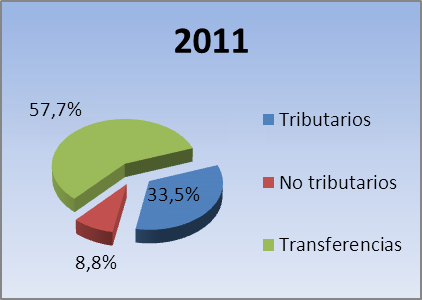 2011
57,7%
Tributarios
33,5%
No tributarios
8,8%
Transferencias